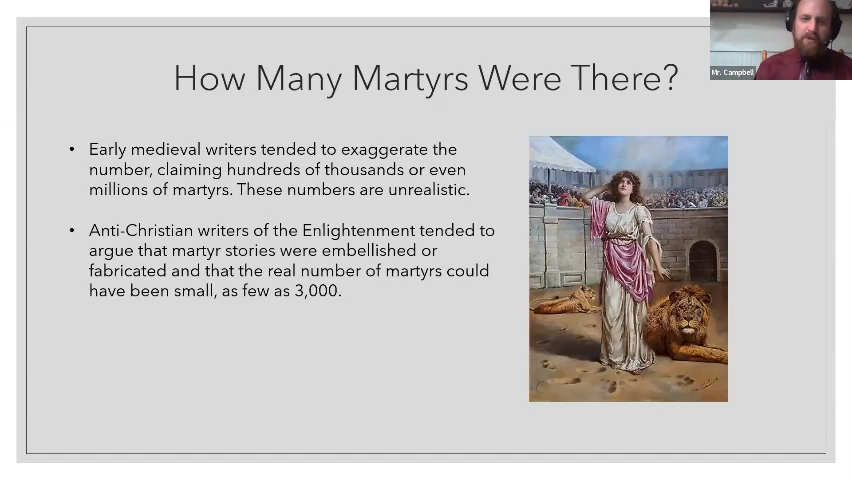 How Many Martyrs Were There?
Mr. Campbell
• Early medieval writers tended to exaggerate the
number, claiming hundreds of thousands or even
millions of martyrs. These numbers are unrealistic.
• Anti-Christian writers of the Enlightenment tended to
argue that martyr stories were embellished or
fabricated and that the real number of martyrs could
have been small, as few as 3,000.